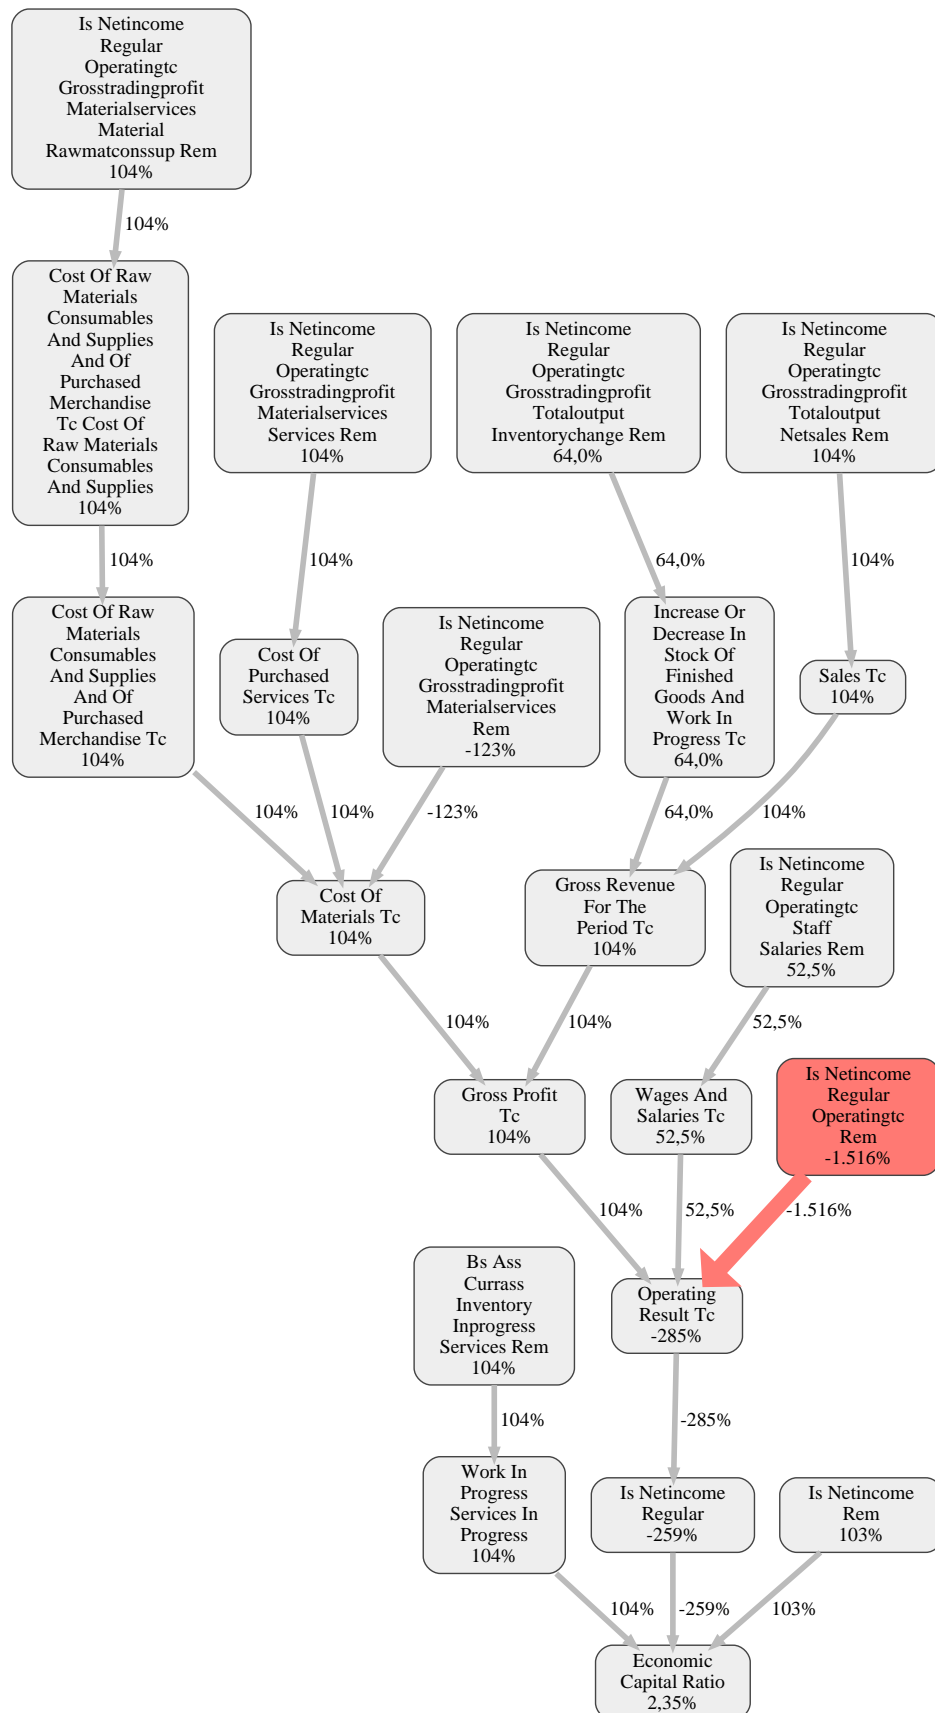 Is Netincome
Regular
Operatingtc
Grosstradingprofit
Materialservices
Material
Rawmatconssup Rem
104%
104%
Cost Of Raw
Materials
Consumables
And Supplies
And Of
Purchased
Merchandise
Tc Cost Of
Raw Materials
Consumables
And Supplies
104%
Is Netincome
Regular
Operatingtc
Grosstradingprofit
Materialservices
Services Rem
104%
Is Netincome
Regular
Operatingtc
Grosstradingprofit
Totaloutput
Inventorychange Rem
64,0%
Is Netincome
Regular
Operatingtc
Grosstradingprofit
Totaloutput
Netsales Rem
104%
104%
104%
64,0%
104%
Cost Of Raw
Materials
Consumables
And Supplies
And Of
Purchased
Merchandise Tc
104%
Cost Of
Purchased
Services Tc
104%
Is Netincome
Regular
Operatingtc
Grosstradingprofit
Materialservices
Rem
-123%
Increase Or
Decrease In
Stock Of
Finished
Goods And
Work In
Progress Tc
64,0%
Sales Tc
104%
104%
104%
-123%
64,0%
104%
Cost Of
Materials Tc
104%
Gross Revenue
For The
Period Tc
104%
Is Netincome
Regular
Operatingtc
Staff
Salaries Rem
52,5%
104%
104%
52,5%
Gross Profit
Tc
104%
Wages And
Salaries Tc
52,5%
Is Netincome
Regular
Operatingtc
Rem
-1.516%
104%
52,5%
-1.516%
Bs Ass
Currass
Inventory
Inprogress
Services Rem
104%
Operating
Result Tc
-285%
104%
-285%
Work In
Progress
Services In
Progress
104%
Is Netincome
Regular
-259%
Is Netincome
Rem
103%
104%
-259%
103%
Economic
Capital Ratio
2,35%